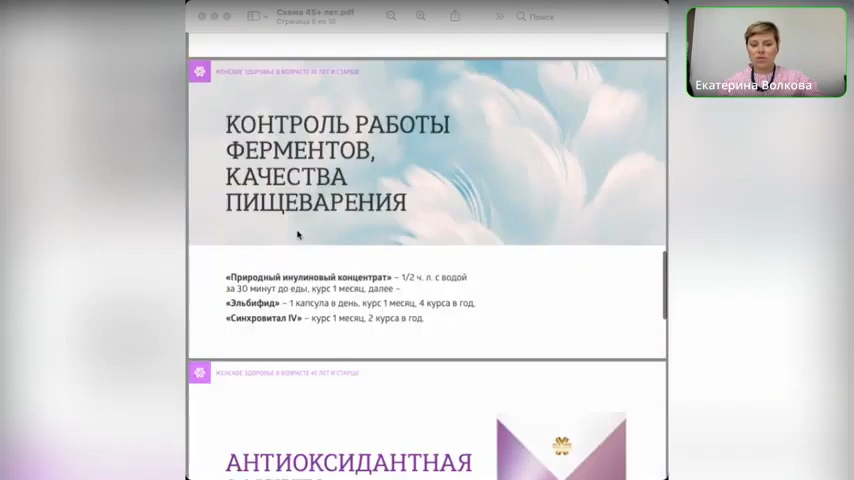 Схема 45+ лет.pdf
Страница 6 из 10
Поиск
Екатерина Волкова
ЖЕНСКОЕ ЗДОРОВЬЕ В ВОЗРАСТЕ 45 ЛЕТ И СТАРШЕ
КОНТРОЛЬ РАБОТЫ
ФЕРМЕНТОВ,
КАЧЕСТВА
ПИЩЕВАРЕНИЯ
«Природный инулиновый концентрат» – 1/2 ч. л. с водой
за 30 минут до еды, курс 1 месяц, далее –
«Эльбифид» – 1 капсула в день, курс 1 месяц, 4 курса в год,
«Синхровитал IV» – курс 1 месяц, 2 курса в год.
ЖЕНСКОЕ ЗДОРОВЬЕ В ВОЗРАСТЕ 45 ЛЕТ И СТАРШЕ
АНТИОКСИДАНТНАЯ